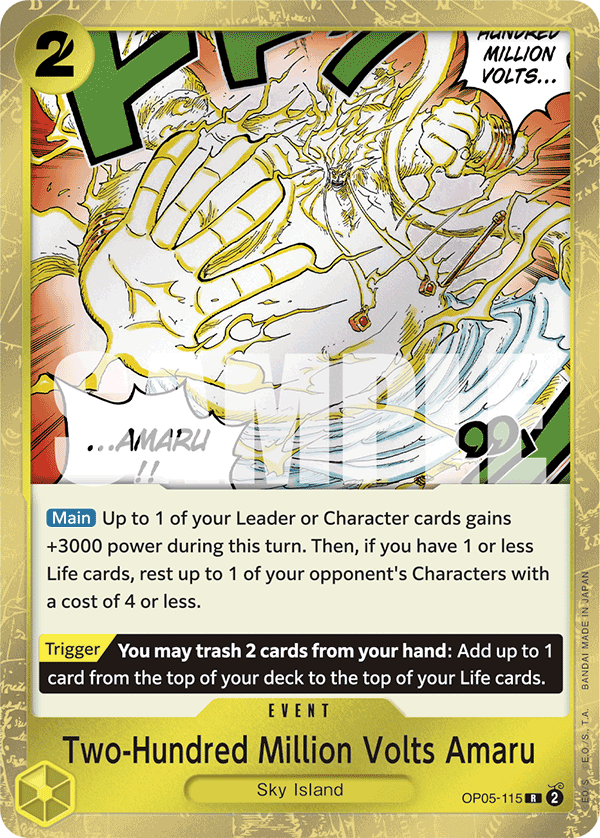 2
HUNDRED
MILLION
VOLTS...
...AMARU
!!
SAMPLE
Main Up to 1 of your Leader or Character cards gains
+3000 power during this turn. Then, if you have 1 or less
Life cards, rest up to 1 of your opponent's Characters with
a cost of 4 or less.
Trigger You may trash 2 cards from your hand: Add up to 1
card from the top of your deck to the top of your Life cards.
EVENT
Two-Hundred Million Volts Amaru
Sky Island
OP05-115 R 2
©E.O./S. T.A. BANDAI MADE IN JAPAN